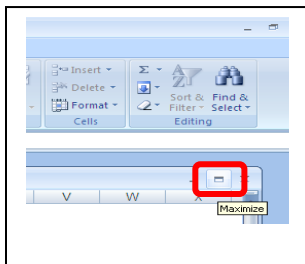 Insert
Delete
Format
Sort & Filter
Find & Select
Cells
Editing
V W X
Maximize